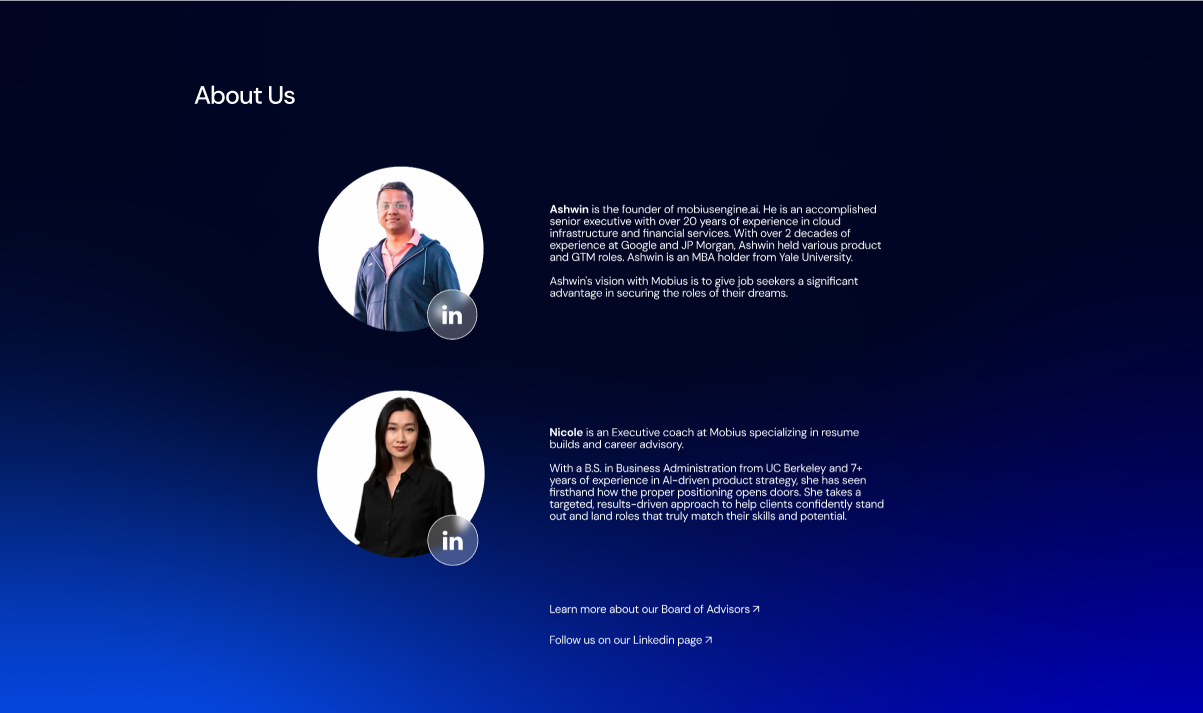 About Us
Ashwin is the founder of mobiusengine.ai. He is an accomplished
senior executive with over 20 years of experience in cloud
infrastructure and financial services. With over 2 decades of
experience at Google and JP Morgan, Ashwin held various product
and GTM roles. Ashwin is an MBA holder from Yale University.
Ashwin's vision with Mobius is to give job seekers a significant
advantage in securing the roles of their dreams.
in
Nicole is an Executive coach at Mobius specializing in resume
builds and career advisory.
With a B.S. in Business Administration from UC Berkeley and 7+
years of experience in AI-driven product strategy, she has seen
firsthand how the proper positioning opens doors. She takes a
targeted, results-driven approach to help clients confidently stand
out and land roles that truly match their skills and potential.
in
Learn more about our Board of Advisors ↗
Follow us on our Linkedin page ↗